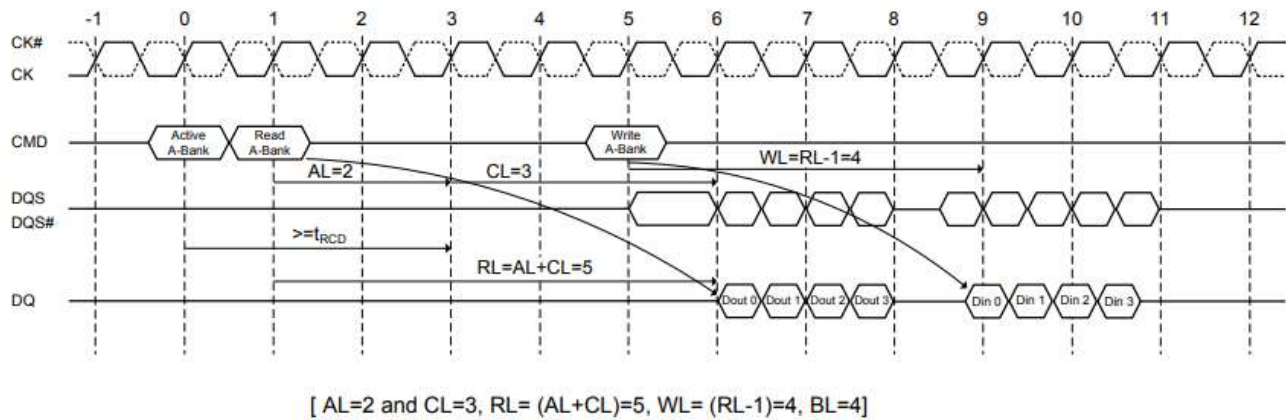 -1 0 1 2 3 4 5 6 7 8 9 10 11 12
CK#
CK
CMD
Active
A-Bank
Read
A-Bank
Write
A-Bank
WL=RL-1=4
AL=2
CL=3
DQS
DQS#
>=tRCD
RL=AL+CL=5
DQ
Dout 0 Dout 1 Dout 2 Dout 3 Din 0 Din 1 Din 2 Din 3
[ AL=2 and CL=3, RL= (AL+CL)=5, WL= (RL-1)=4, BL=4]